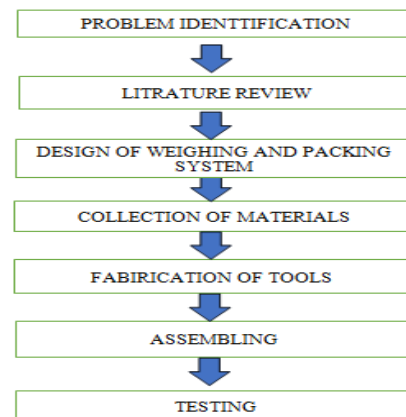 PROBLEM IDENTTIFICATION
LITRATURE REVIEW
DESIGN OF WEIGHING AND PACKING
SYSTEM
COLLECTION OF MATERIALS
FABIRICATION OF TOOLS
ASSEMBLING
TESTING